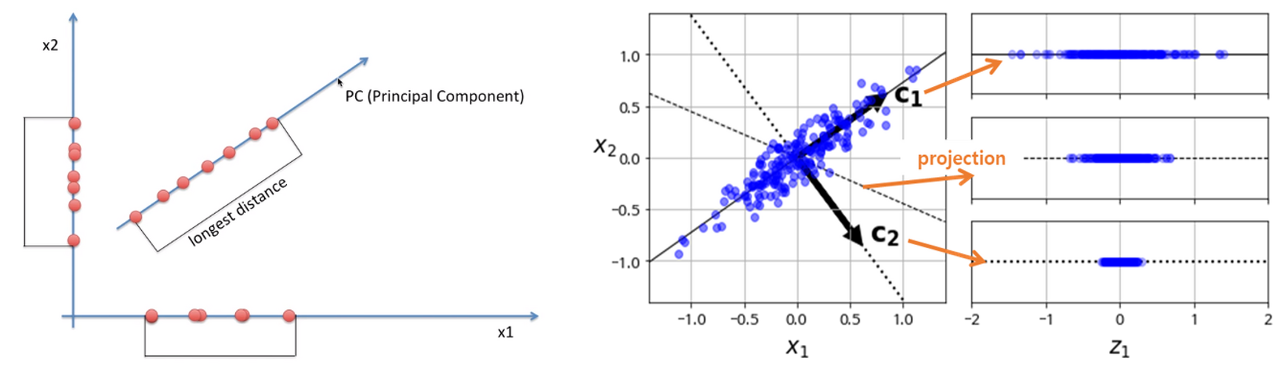 x2
PC (Principal Component)
longest distance
x1
1.0
0.5
0.0
−0.5
−1.0
x₂
−1.0 −0.5 0.0 0.5 1.0
x₁
c₁
c₂
projection
−2 −1 0 1 2
z₁